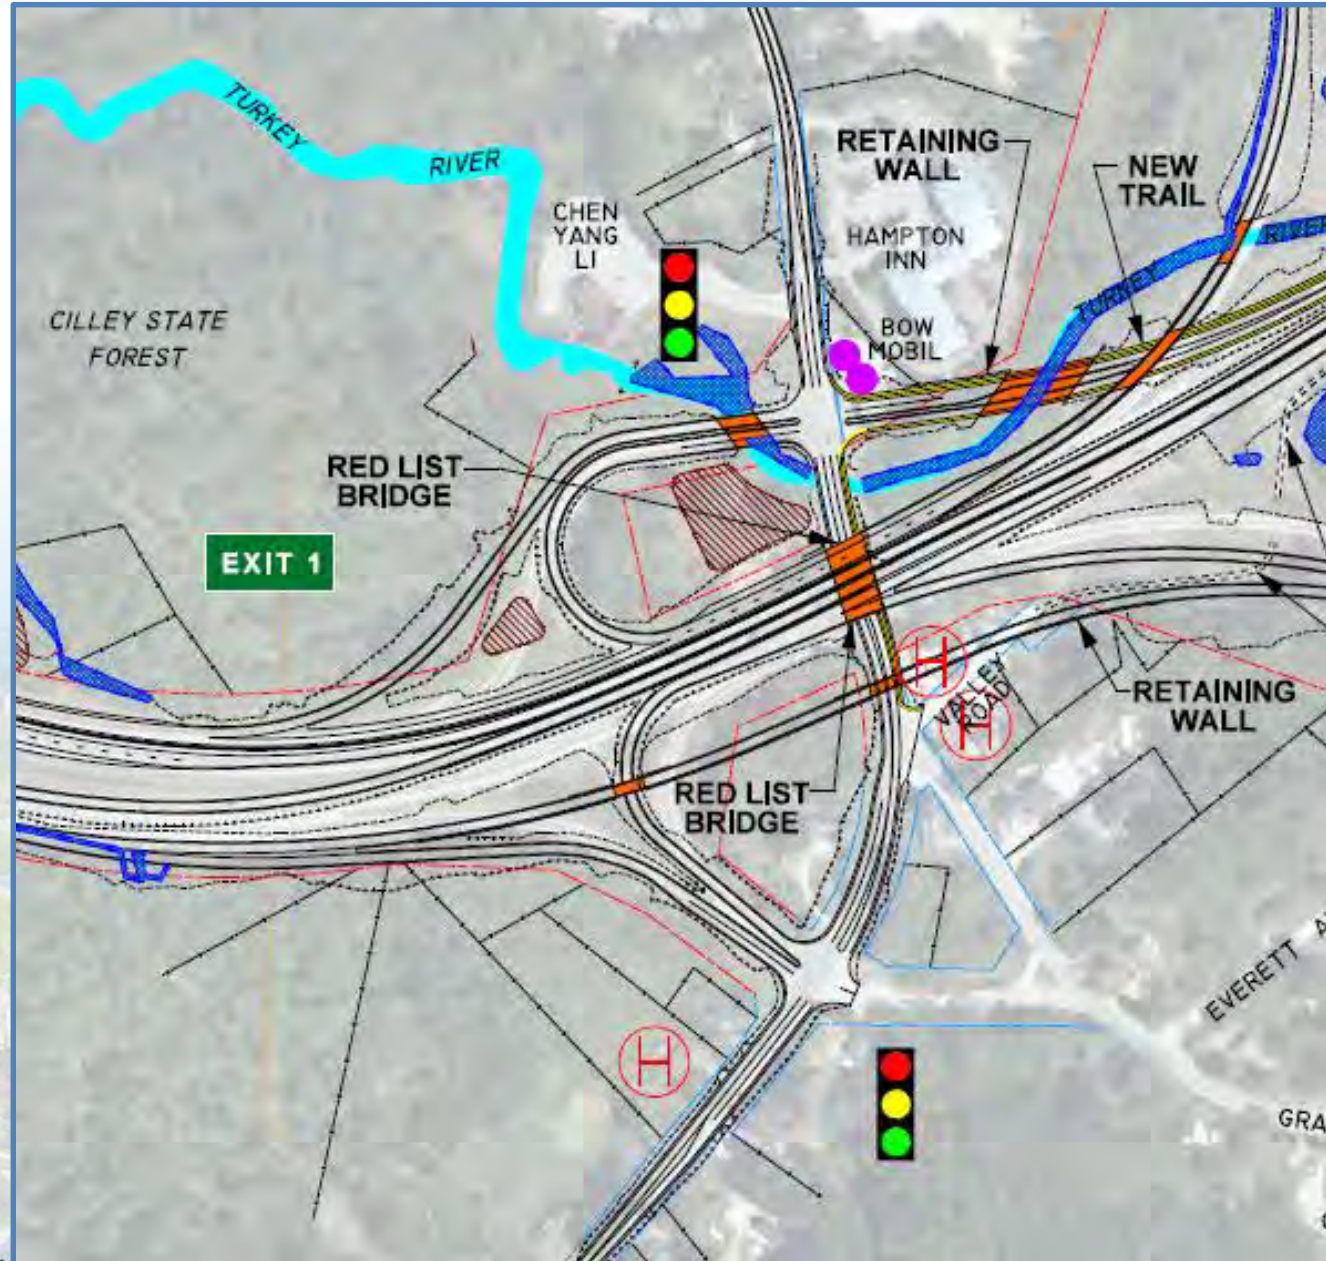 TURKEY
RIVER
RETAINING
WALL
NEW
TRAIL
CHEN
YANG
LI
HAMPTON
INN
RIVER
TURKEY
CILLEY STATE
FOREST
BOW
MOBIL
RED LIST
BRIDGE
EXIT 1
H
VALLEY
ROAD
H
RETAINING
WALL
RED LIST
BRIDGE
EVERETT
H
GRA